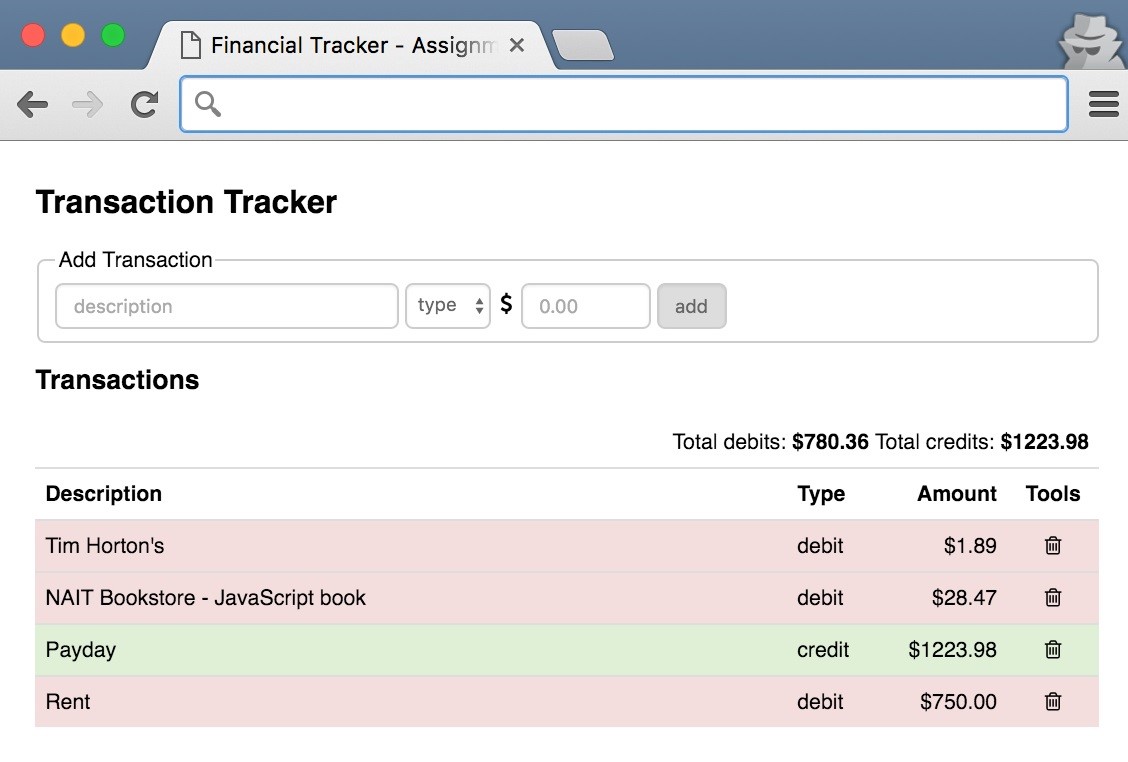 Financial Tracker - Assignm
Transaction Tracker
Add Transaction
description type $ 0.00 add
Transactions
Total debits: $780.36 Total credits: $1223.98
Description Type Amount Tools
Tim Horton's debit $1.89
NAIT Bookstore - JavaScript book debit $28.47
Payday credit $1223.98
Rent debit $750.00